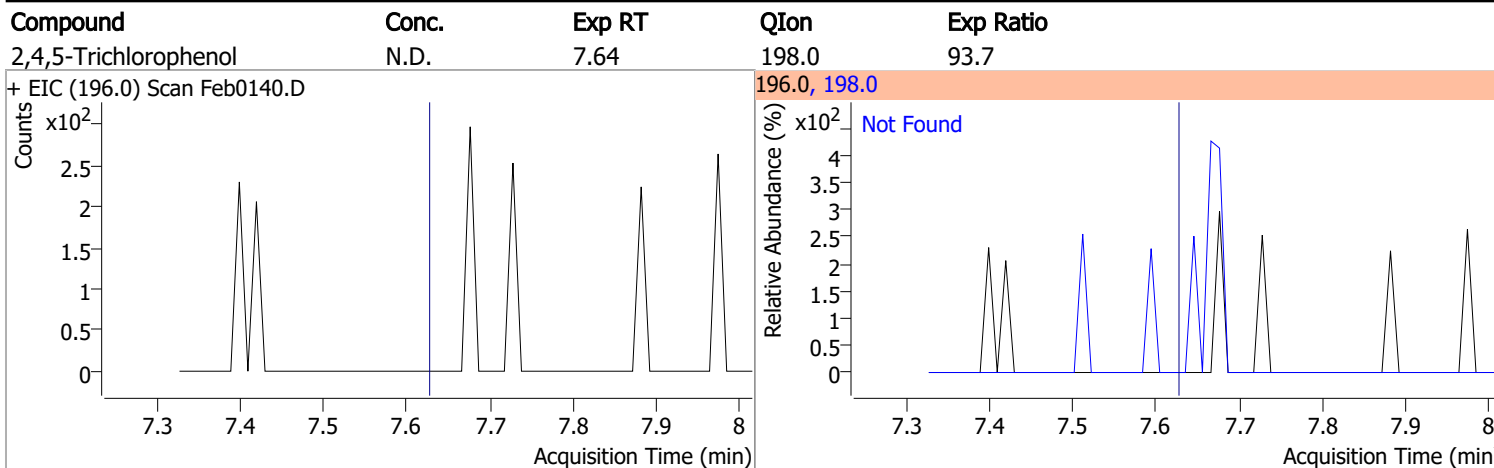 Compound Conc. Exp RT QIon Exp Ratio
2,4,5-Trichlorophenol N.D. 7.64 198.0 93.7
+ EIC (196.0) Scan Feb0140.D
Counts
x10²
2.5
2
1.5
1
0.5
0
7.3 7.4 7.5 7.6 7.7 7.8 7.9 8
Acquisition Time (min)
196.0, 198.0
Relative Abundance (%)
x10²
Not Found
4
3.5
3
2.5
2
1.5
1
0.5
0
7.3 7.4 7.5 7.6 7.7 7.8 7.9 8
Acquisition Time (min